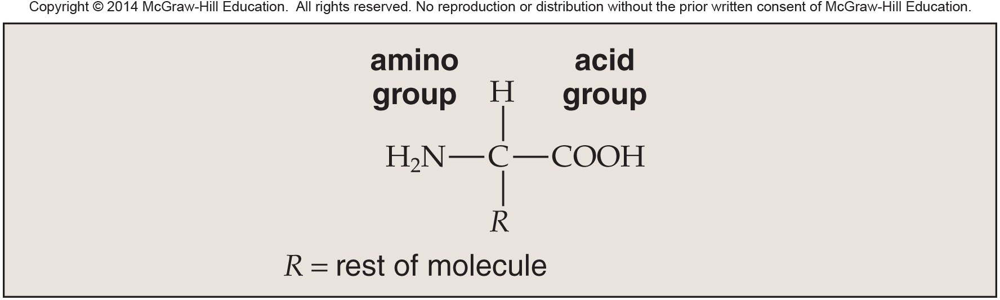 Copyright © 2014 McGraw-Hill Education.  All rights reserved. No reproduction or distribution without the prior written consent of McGraw-Hill Education.
amino acid
group H group
H₂N—C—COOH
R
R = rest of molecule